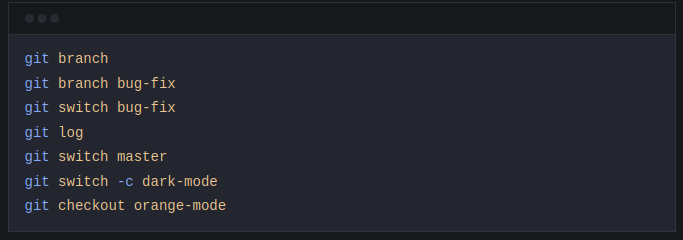 git branch
git branch bug-fix
git switch bug-fix
git log
git switch master
git switch -c dark-mode
git checkout orange-mode